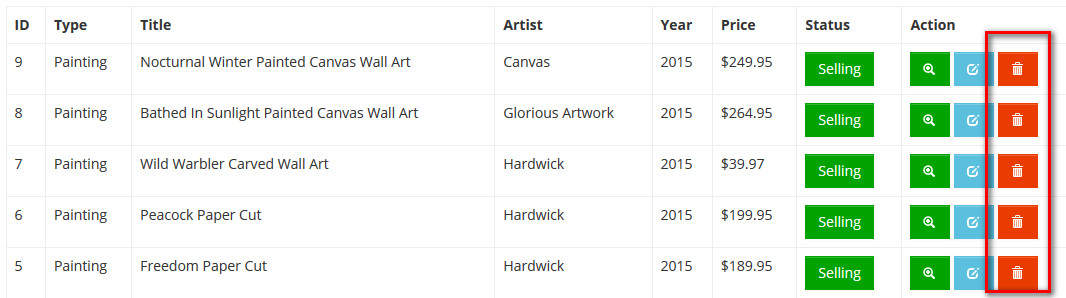 ID Type Title Artist Year Price Status Action
9 Painting Nocturnal Winter Painted Canvas Wall Art Canvas 2015 $249.95 Selling
8 Painting Bathed In Sunlight Painted Canvas Wall Art Glorious Artwork 2015 $264.95 Selling
7 Painting Wild Warbler Carved Wall Art Hardwick 2015 $39.97 Selling
6 Painting Peacock Paper Cut Hardwick 2015 $199.95 Selling
5 Painting Freedom Paper Cut Hardwick 2015 $189.95 Selling